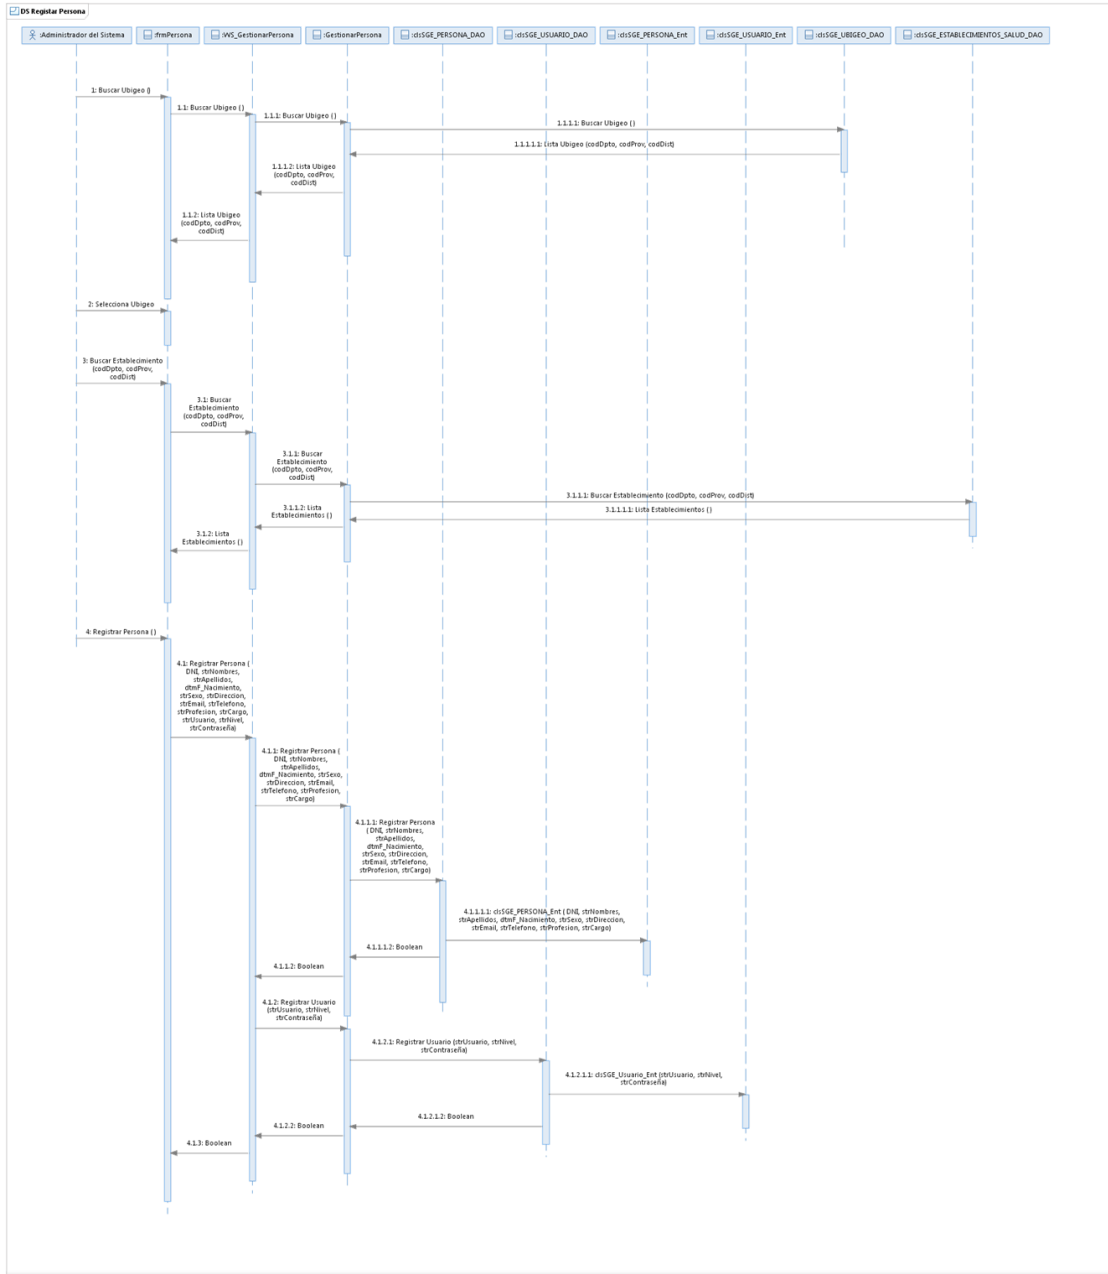 DS Registar Persona
:Administrador del Sistema
:frmPersona
:WS_GestionarPersona
:GestionarPersona
:clsSGE_PERSONA_DAO
:clsSGE_USUARIO_DAO
:clsSGE_PERSONA_Ent
:clsSGE_USUARIO_Ent
:clsSGE_UBIGEO_DAO
:clsSGE_ESTABLECIMIENTOS_SALUD_DAO
1: Buscar Ubigeo ()
1.1: Buscar Ubigeo ( )
1.1.1: Buscar Ubigeo ( )
1.1.1.1: Buscar Ubigeo ( )
1.1.1.1.1: Lista Ubigeo (codDpto, codProv, codDist)
1.1.1.2: Lista Ubigeo
(codDpto, codProv,
codDist)
1.1.2: Lista Ubigeo
(codDpto, codProv,
codDist)
2: Selecciona Ubigeo
3: Buscar Establecimiento
(codDpto, codProv,
codDist)
3.1: Buscar
Establecimiento
(codDpto, codProv,
codDist)
3.1.1: Buscar
Establecimiento
(codDpto, codProv,
codDist)
3.1.1.1: Buscar Establecimiento (codDpto, codProv, codDist)
3.1.1.1.1: Lista Establecimientos ( )
3.1.1.2: Lista
Establecimientos ( )
3.1.2: Lista
Establecimientos ( )
4: Registrar Persona ( )
4.1: Registrar Persona (
DNI, strNombres,
strApellidos,
dtmF_Nacimiento,
strSexo, strDireccion,
strEmail, strTelefono,
strProfesion, strCargo,
strUsuario, strNivel,
strContraseña)
4.1.1: Registrar Persona (
DNI, strNombres,
strApellidos,
dtmF_Nacimiento, strSexo,
strDireccion, strEmail,
strTelefono, strProfesion,
strCargo)
4.1.1.1: Registrar Persona
( DNI, strNombres,
strApellidos,
dtmF_Nacimiento,
strSexo, strDireccion,
strEmail, strTelefono,
strProfesion, strCargo)
4.1.1.1.1: clsSGE_PERSONA_Ent ( DNI, strNombres,
strApellidos, dtmF_Nacimiento, strSexo, strDireccion,
strEmail, strTelefono, strProfesion, strCargo)
4.1.1.1.2: Boolean
4.1.1.2: Boolean
4.1.2: Registrar Usuario
(strUsuario, strNivel,
strContraseña)
4.1.2.1: Registrar Usuario (strUsuario, strNivel,
strContraseña)
4.1.2.1.1: clsSGE_Usuario_Ent (strUsuario, strNivel,
strContraseña)
4.1.2.1.2: Boolean
4.1.2.2: Boolean
4.1.3: Boolean